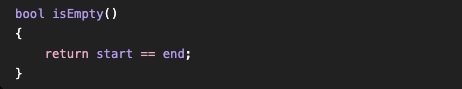 bool isEmpty()
{
    return start == end;
}